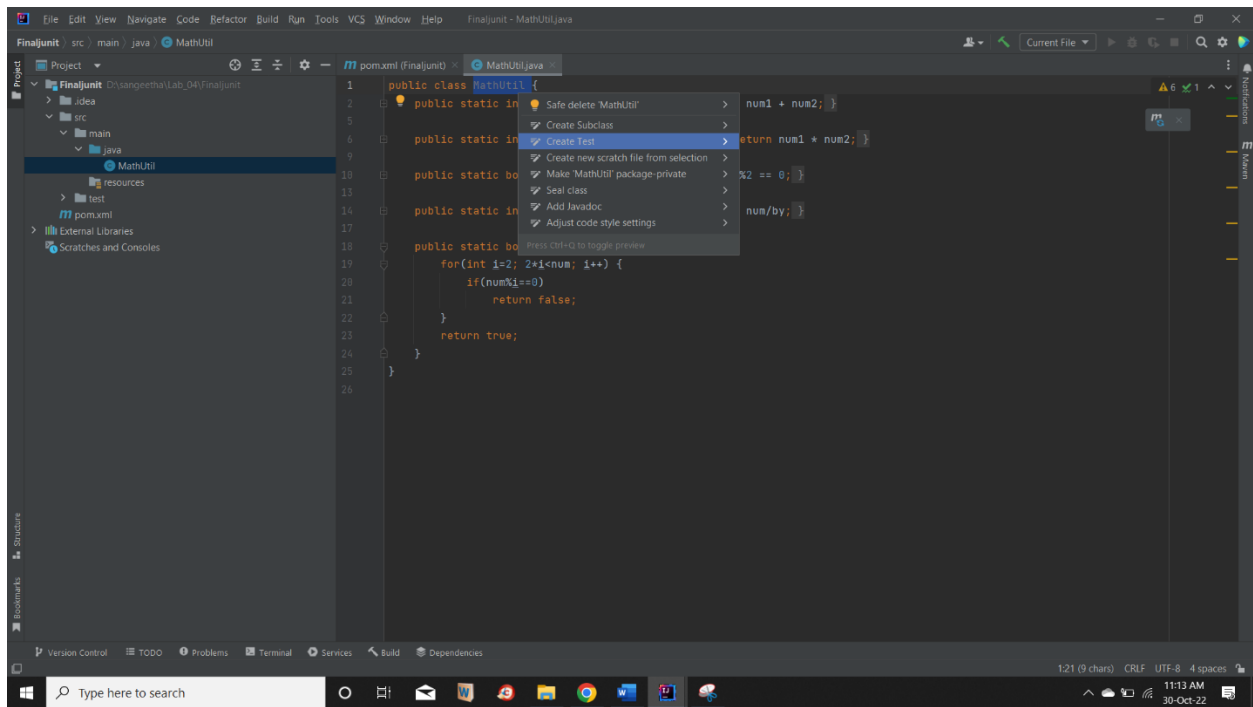 File Edit View Navigate Code Refactor Build Run Tools VCS Window Help Finaljunit - MathUtil.java
Finaljunit src main java MathUtil Current File
Project pom.xml (Finaljunit) MathUtil.java
Project
Finaljunit D:\sangeetha\Lab_04\Finaljunit
.idea
src
main
java
MathUtil
resources
test
pom.xml
External Libraries
Scratches and Consoles
1 public class MathUtil {
2 public static in num1 + num2; }
5
6 public static in eturn num1 * num2; }
9
10 public static bo %2 == 0; }
13
14 public static in num/by; }
17
18 public static bo
19 for(int i=2; 2*i<num; i++) {
20 if(num%i==0)
21 return false;
22 }
23 return true;
24 }
25 }
26
Safe delete 'MathUtil'
Create Subclass
Create Test
Create new scratch file from selection
Make 'MathUtil' package-private
Seal class
Add Javadoc
Adjust code style settings
Press Ctrl+Q to toggle preview
6 1
Notifications
Maven
Structure
Bookmarks
Version Control TODO Problems Terminal Services Build Dependencies
1:21 (9 chars) CRLF UTF-8 4 spaces
Type here to search
11:13 AM
30-Oct-22